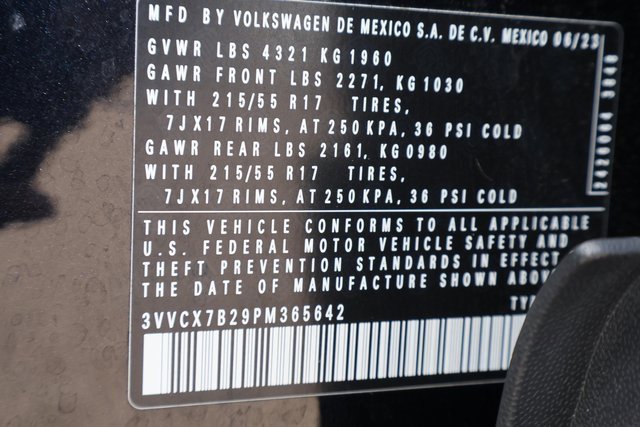 MFD BY VOLKSWAGEN DE MEXICO S.A. DE C.V. MEXICO 06/23
GVWR LBS 4321 KG 1960
GAWR FRONT LBS 2271, KG 1030
WITH 215/55 R17 TIRES,
7JX17 RIMS, AT 250 KPA, 36 PSI COLD
GAWR REAR LBS 2161, KG0980
WITH 215/55 R17 TIRES,
7JX17 RIMS, AT 250 KPA, 36 PSI COLD
THIS VEHICLE CONFORMS TO ALL APPLICABLE
U.S. FEDERAL MOTOR VEHICLE SAFETY AND
THEFT PREVENTION STANDARDS IN EFFECT
THE DATE OF MANUFACTURE SHOWN ABOVE
3VVCX7B29PM365642